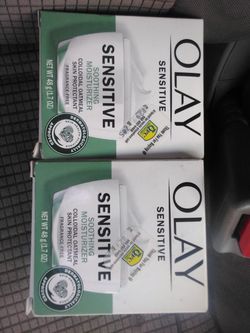 OLAY
SENSITIVE
SENSITIVE
SOOTHING
MOISTURIZER
COLLOIDAL OATMEAL
SKIN PROTECTANT
FRAGRANCE-FREE
NET WT 48 g (1.7 OZ)
OLAY
SENSITIVE
SENSITIVE
SOOTHING
MOISTURIZER
COLLOIDAL OATMEAL
SKIN PROTECTANT
FRAGRANCE-FREE
NET WT 48 g (1.7 OZ)